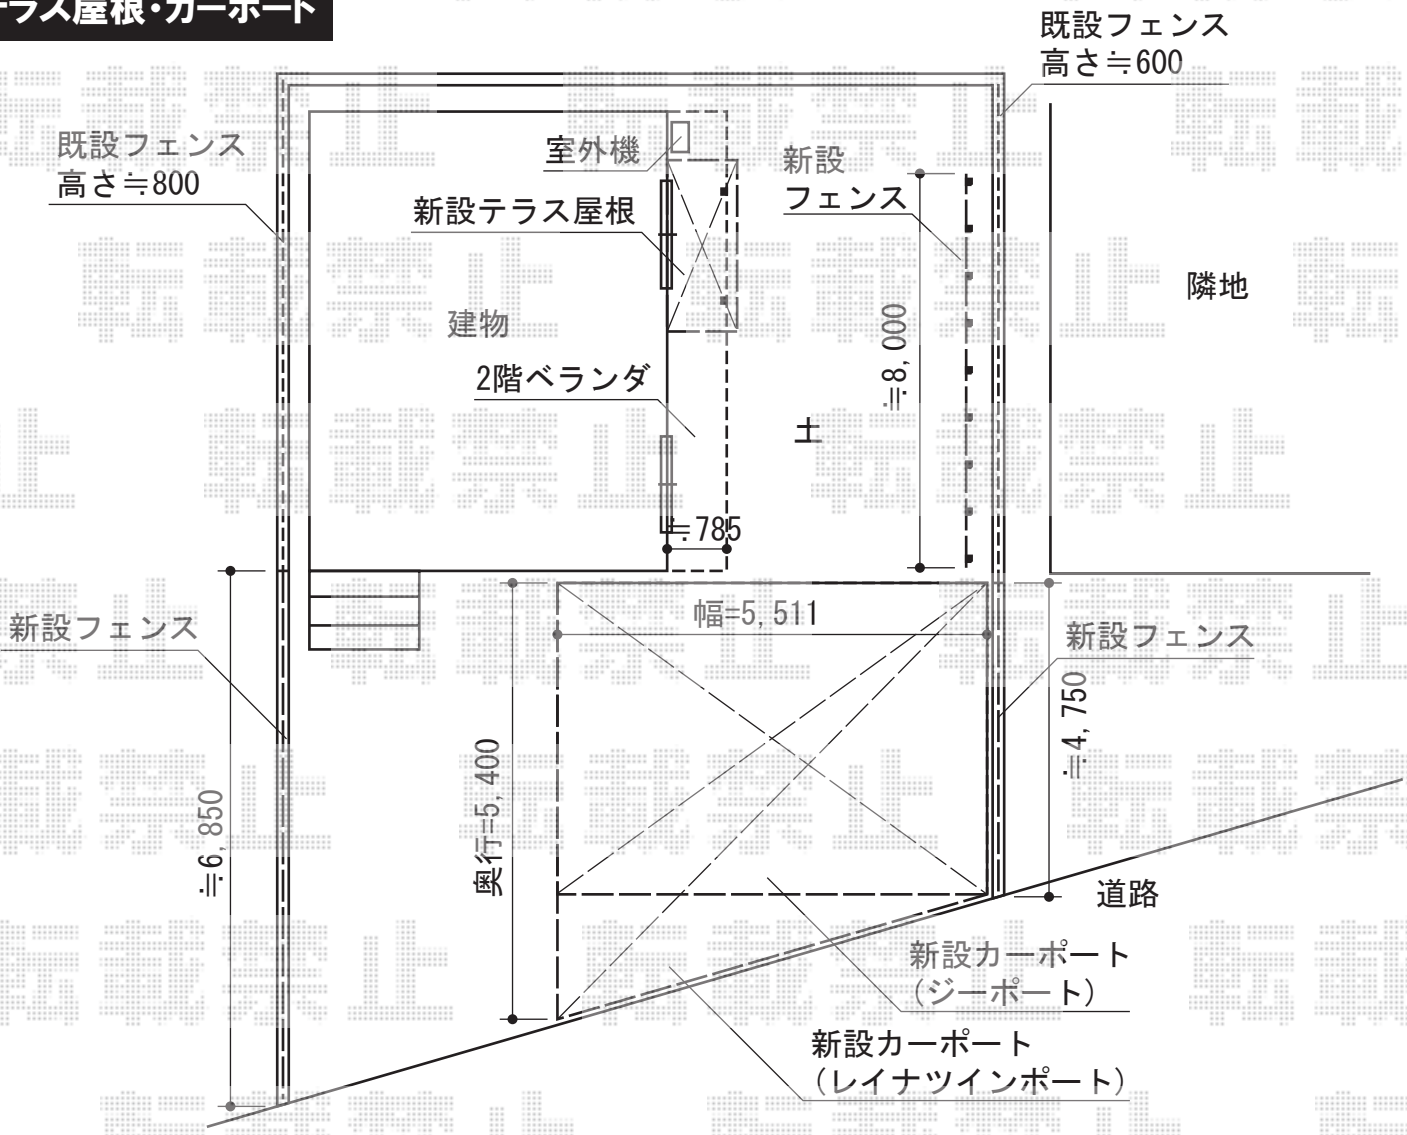 テラス屋根・カーポート
既設フェンス
高さ≒600
既設フェンス
高さ≒800
室外機
新設
フェンス
新設テラス屋根
隣地
建物
≒8,000
2階ベランダ
土
≒785
新設フェンス
幅=5,511
新設フェンス
≒4,750
奥行=5,400
≒6,850
道路
新設カーポート
(ジーポート)
新設カーポート
(レイナツインポート)
転載禁止